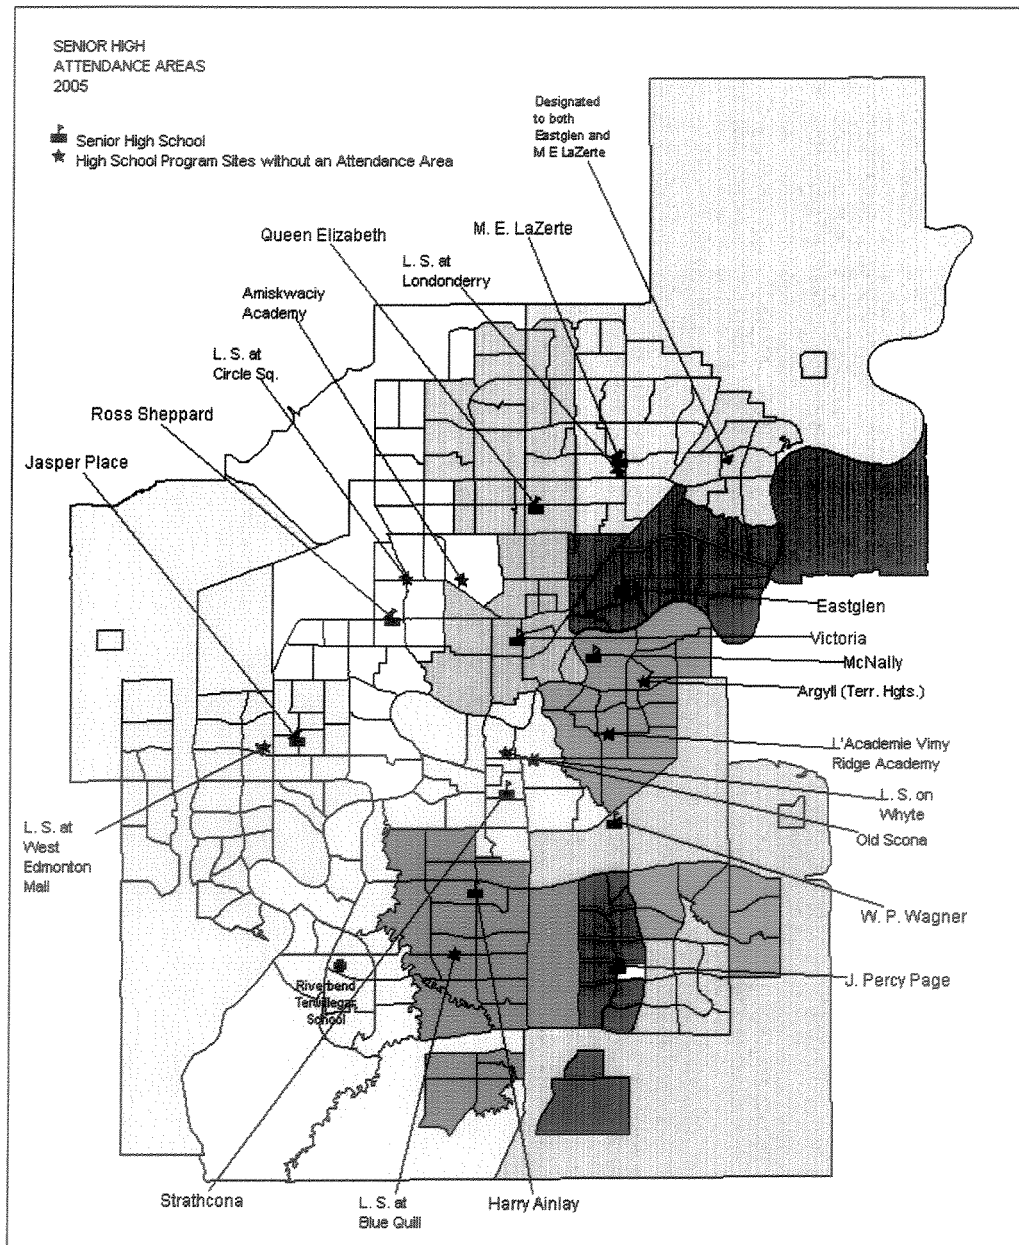 SENIOR HIGH
ATTENDANCE AREAS
2005
Senior High School
High School Program Sites without an Attendance Area
Designated
to both
Eastglen and
M E LaZerte
Queen Elizabeth
M. E. LaZerte
L. S. at
Londonderry
Amiskwaciy
Academy
L. S. at
Circle Sq.
Ross Sheppard
Jasper Place
Eastglen
Victoria
McNally
Argyll (Terr. Hgts.)
L'Academie Vimy
Ridge Academy
L. S. on
Whyte
Old Scona
L. S. at
West
Edmonton
Mall
W. P. Wagner
J. Percy Page
Riverbend
Terwillegar
School
Strathcona
L. S. at
Blue Quill
Harry Ainlay